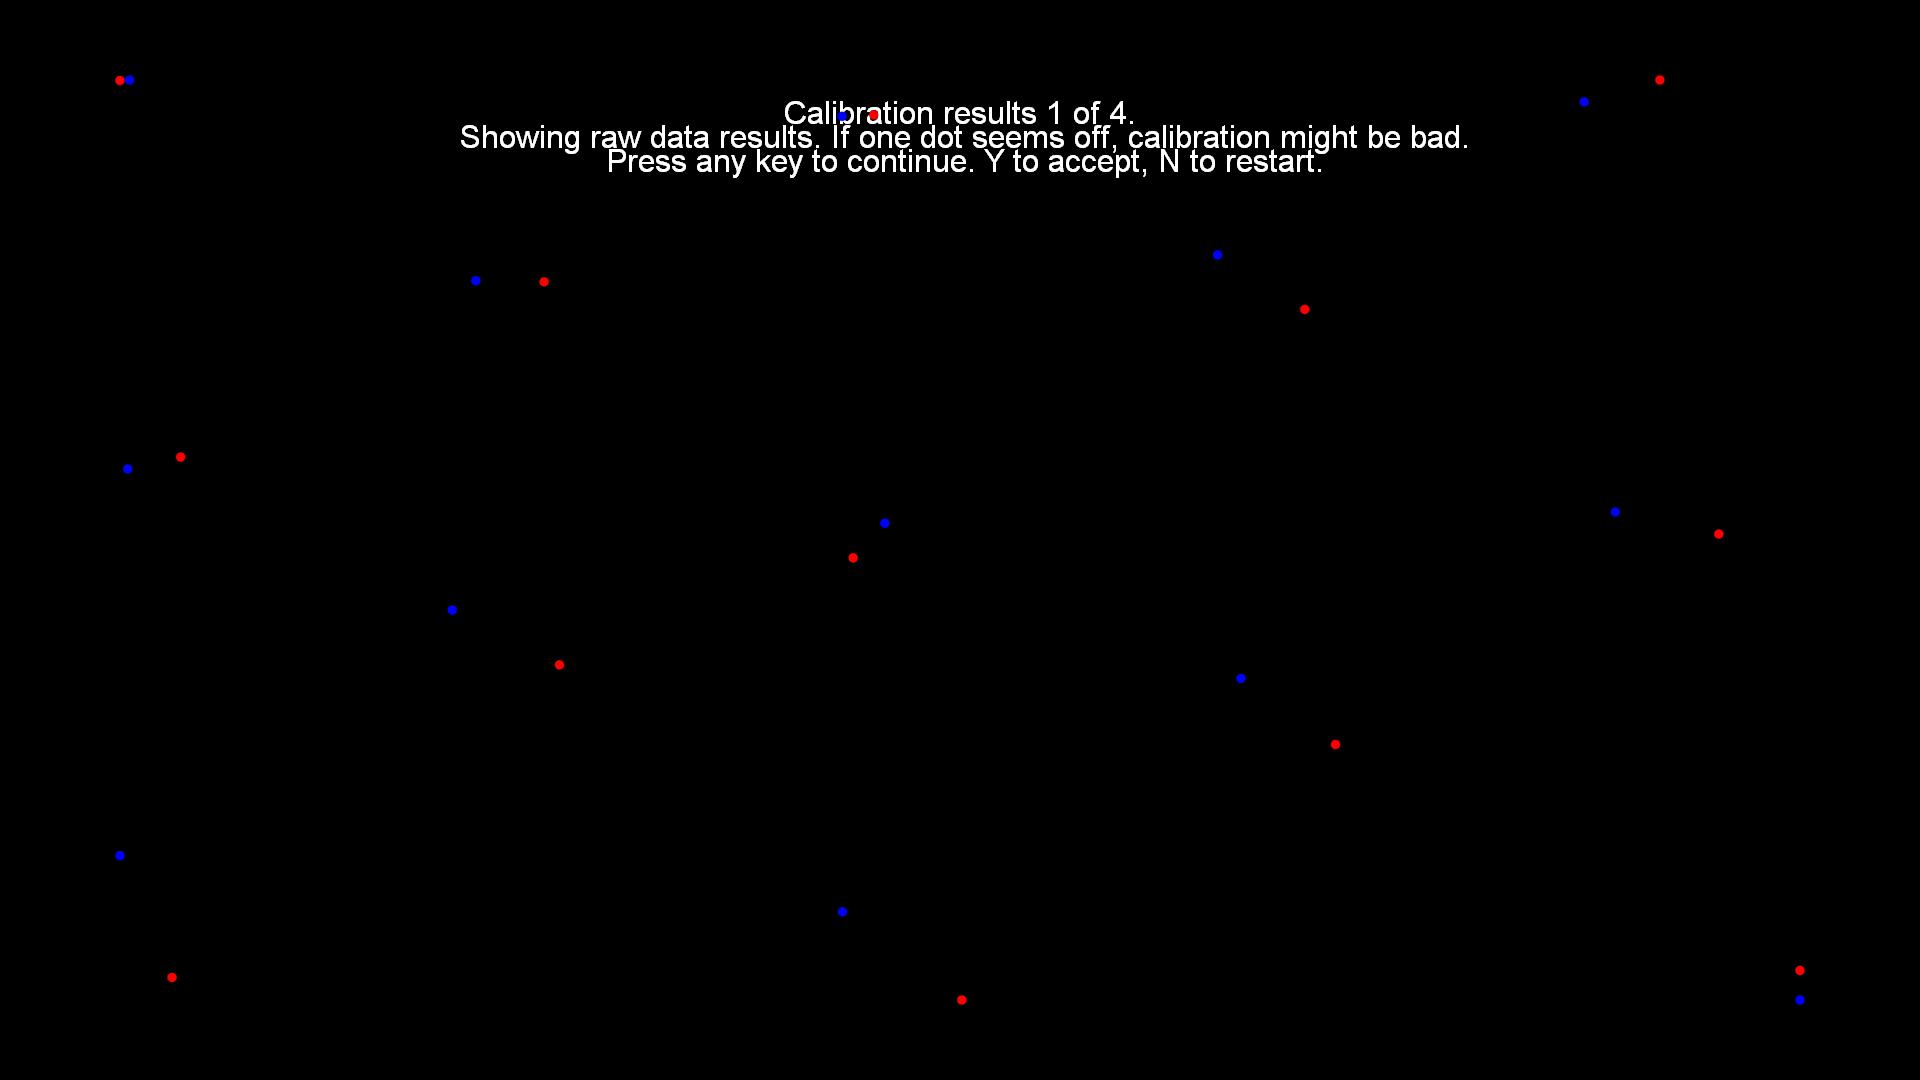 Calibration results 1 of 4.
Showing raw data results. If one dot seems off, calibration might be bad.
Press any key to continue. Y to accept, N to restart.